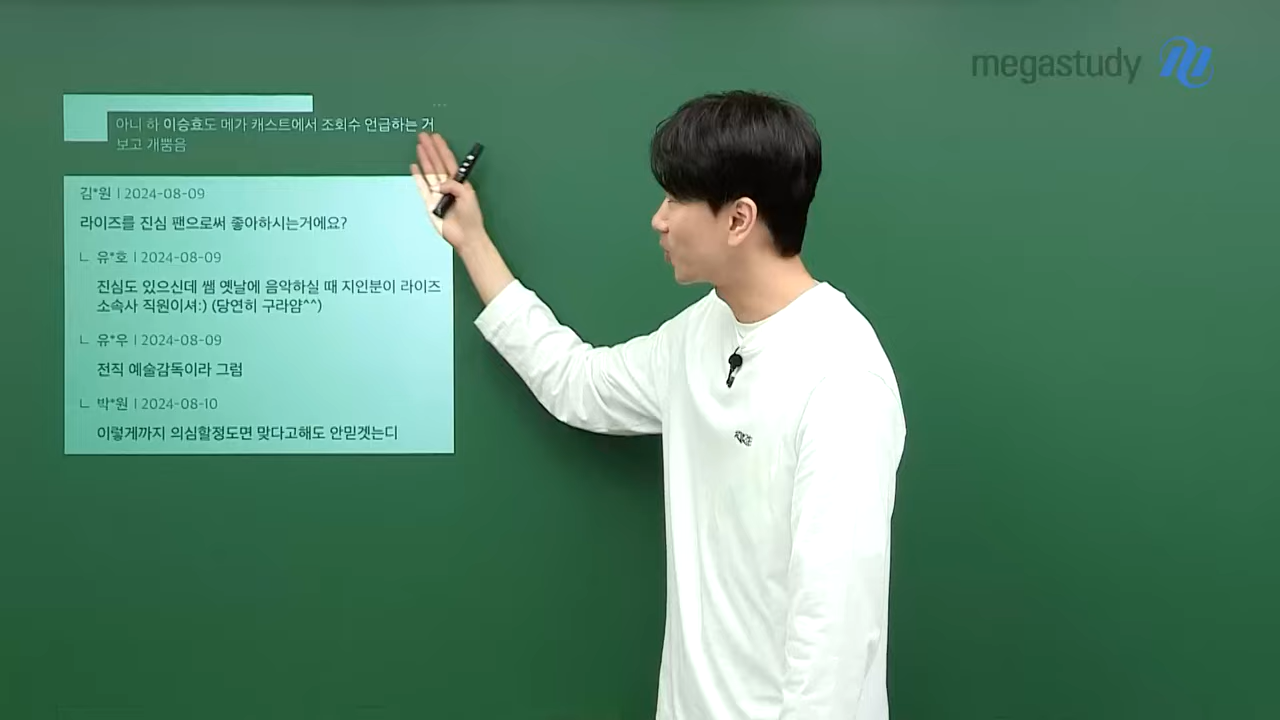 megastudy
아니 하 이승효도 메가 캐스트에서 조회수 언급하는 거
보고 개뿜음
김*원 | 2024-08-09
라이즈를 진심 팬으로써 좋아하시는거에요?
ㄴ 유*호 | 2024-08-09
진심도 있으신데 쌤 옛날에 음악하실 때 지인분이 라이즈
소속사 직원이셔:) (당연히 구라얌^^)
ㄴ 유*우 | 2024-08-09
전직 예술감독이라 그럼
ㄴ 박*원 | 2024-08-10
이렇게까지 의심할정도면 맞다고해도 안믿겟는디